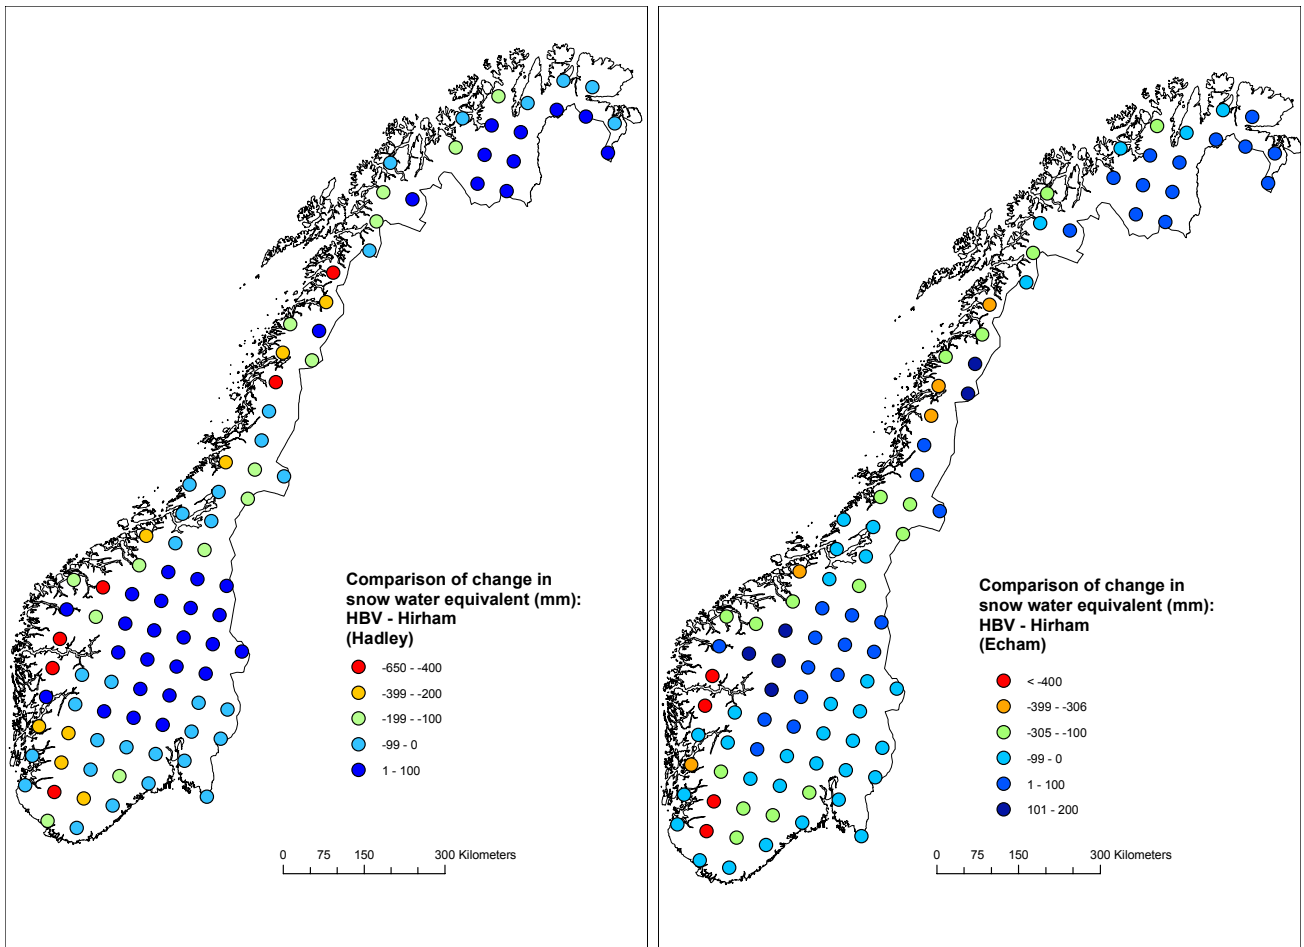 Comparison of change in
snow water equivalent (mm):
HBV - Hirham
(Hadley)
-650 - -400
-399 - -200
-199 - -100
-99 - 0
1 - 100
0 75 150 300 Kilometers
Comparison of change in
snow water equivalent (mm):
HBV - Hirham
(Echam)
< -400
-399 - -306
-305 - -100
-99 - 0
1 - 100
101 - 200
0 75 150 300 Kilometers